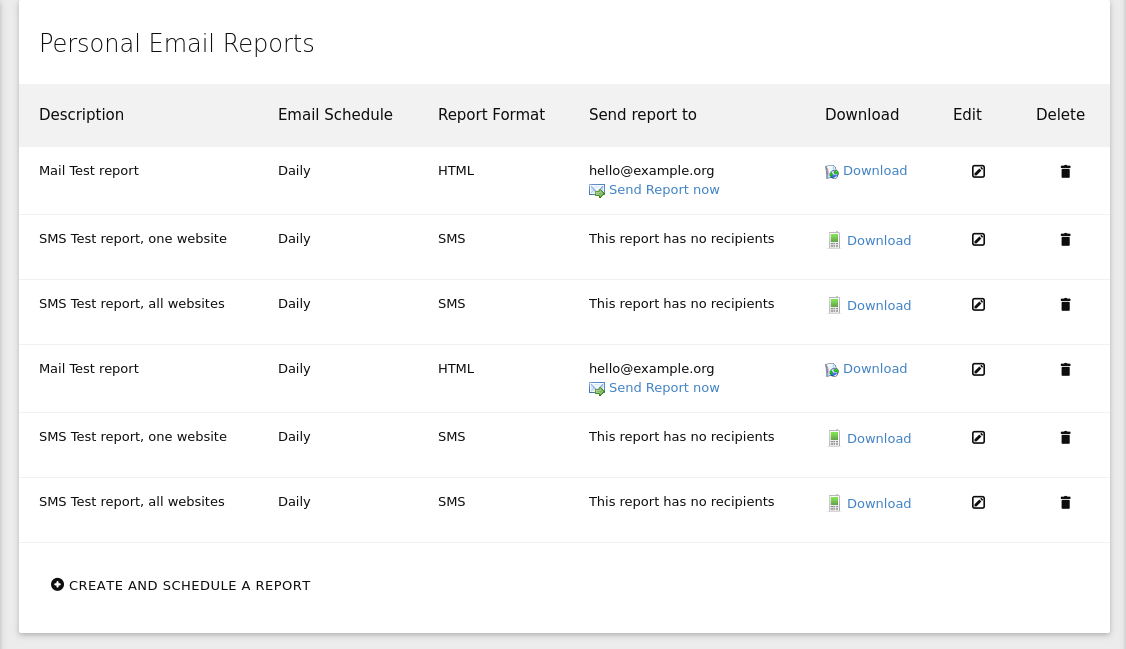 Personal Email Reports
Description Email Schedule Report Format Send report to Download Edit Delete
Mail Test report Daily HTML hello@example.org Download
Send Report now
SMS Test report, one website Daily SMS This report has no recipients Download
SMS Test report, all websites Daily SMS This report has no recipients Download
Mail Test report Daily HTML hello@example.org Download
Send Report now
SMS Test report, one website Daily SMS This report has no recipients Download
SMS Test report, all websites Daily SMS This report has no recipients Download
CREATE AND SCHEDULE A REPORT